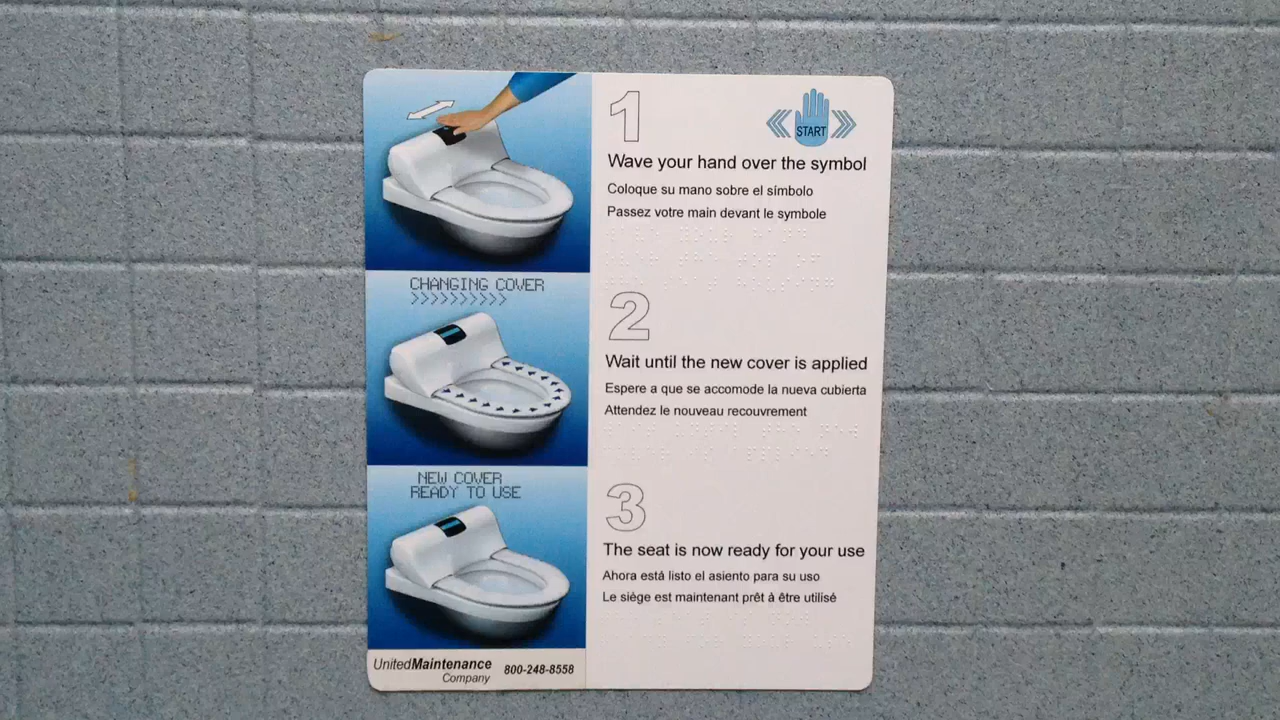 1
START
Wave your hand over the symbol
Coloque su mano sobre el símbolo
Passez votre main devant le symbole
CHANGING COVER
>>>>>>>>>>
2
Wait until the new cover is applied
Espere a que se accomode la nueva cubierta
Attendez le nouveau recouvrement
NEW COVER
READY TO USE
3
The seat is now ready for your use
Ahora está listo el asiento para su uso
Le siège est maintenant prêt à être utilisé
UnitedMaintenance
Company
800-248-8558